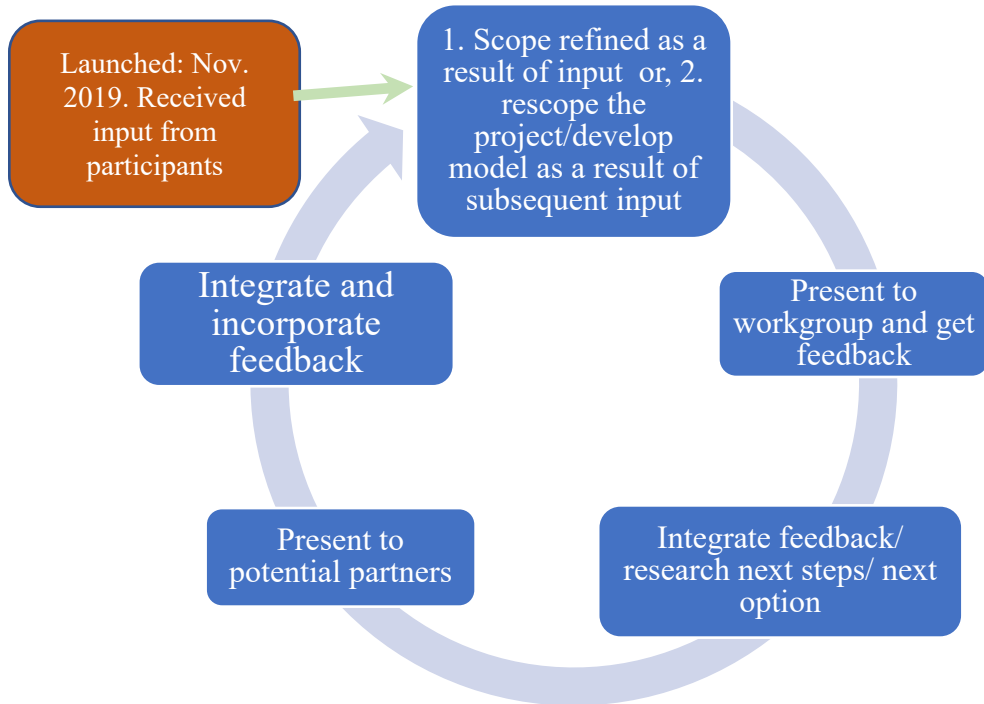 Launched: Nov.
2019. Received
input from
participants
1. Scope refined as a
result of input or, 2.
rescope the
project/develop
model as a result of
subsequent input
Present to
workgroup and get
feedback
Integrate feedback/
research next steps/ next
option
Present to
potential partners
Integrate and
incorporate
feedback